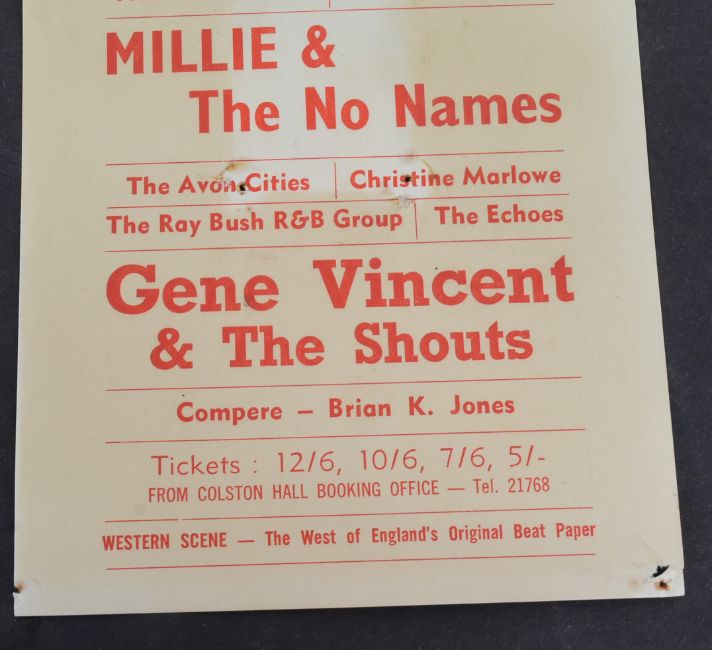 MILLIE &
The No Names
The Avon Cities | Christine Marlowe
The Ray Bush R&B Group | The Echoes
Gene Vincent
& The Shouts
Compere – Brian K. Jones
Tickets : 12/6, 10/6, 7/6, 5/-
FROM COLSTON HALL BOOKING OFFICE — Tel. 21768
WESTERN SCENE — The West of England's Original Beat Paper